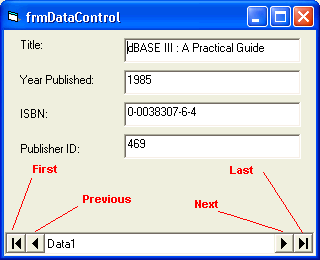 frmDataControl
Title: dBASE III : A Practical Guide
Year Published: 1985
ISBN: 0-0038307-6-4
Publisher ID: 469
First Last
Previous Next
Data1